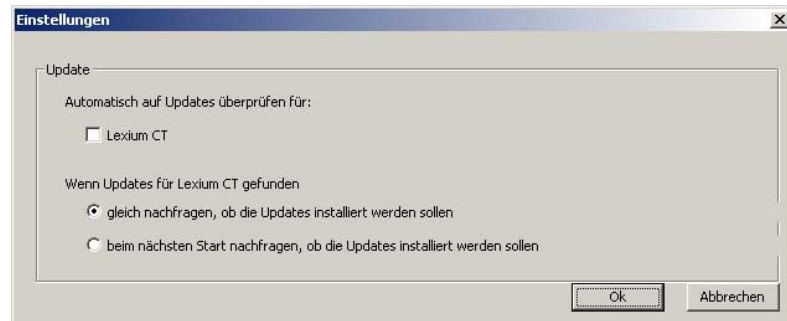 Einstellungen
Update
Automatisch auf Updates überprüfen für:
Lexium CT
Wenn Updates für Lexium CT gefunden
gleich nachfragen, ob die Updates installiert werden sollen
beim nächsten Start nachfragen, ob die Updates installiert werden sollen
Ok Abbrechen